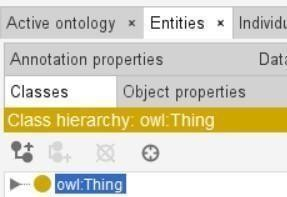 Active ontology × Entities × Individu
Annotation properties Data
Classes Object properties
Class hierarchy: owl:Thing
owl:Thing